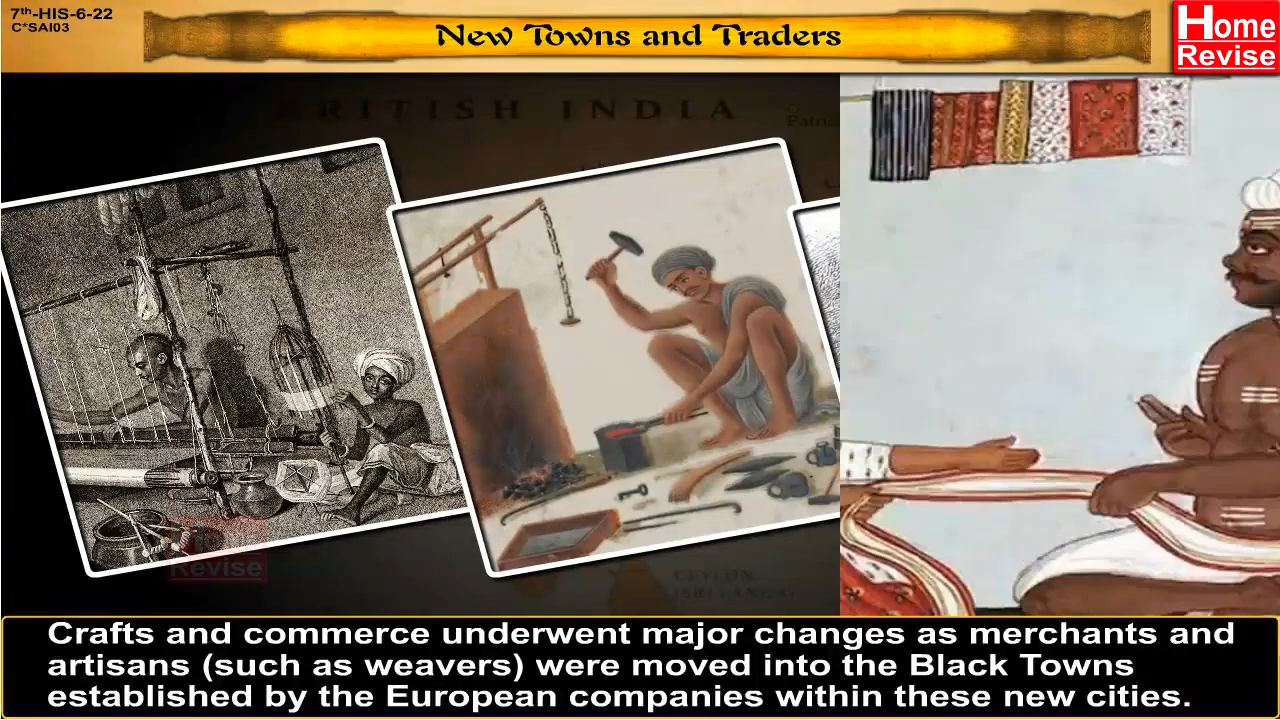 7th-HIS-6-22
C*SAI03
New Towns and Traders
Home
Revise
BRITISH INDIA
Revise
CEYLON
Crafts and commerce underwent major changes as merchants and
artisans (such as weavers) were moved into the Black Towns
established by the European companies within these new cities.